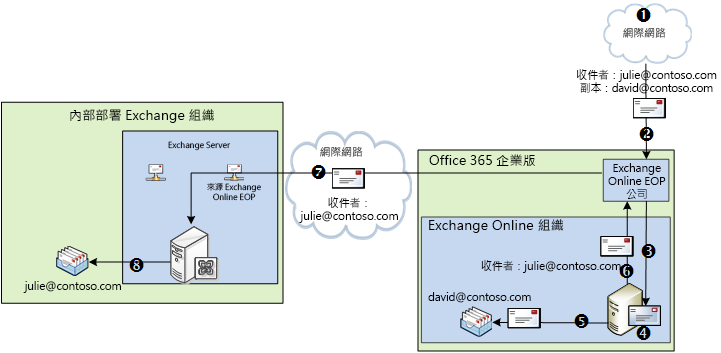 ❶
網際網路
收件者：julie@contoso.com
副本：david@contoso.com
❷
內部部署 Exchange 組織
Exchange Server
來源 Exchange
Online EOP
網際網路
❼
收件者：
julie@contoso.com
Office 365 企業版
Exchange
Online EOP
公司
Exchange Online 組織
❸
收件者：julie@contoso.com
❻
❽
julie@contoso.com
david@contoso.com
❺
❹